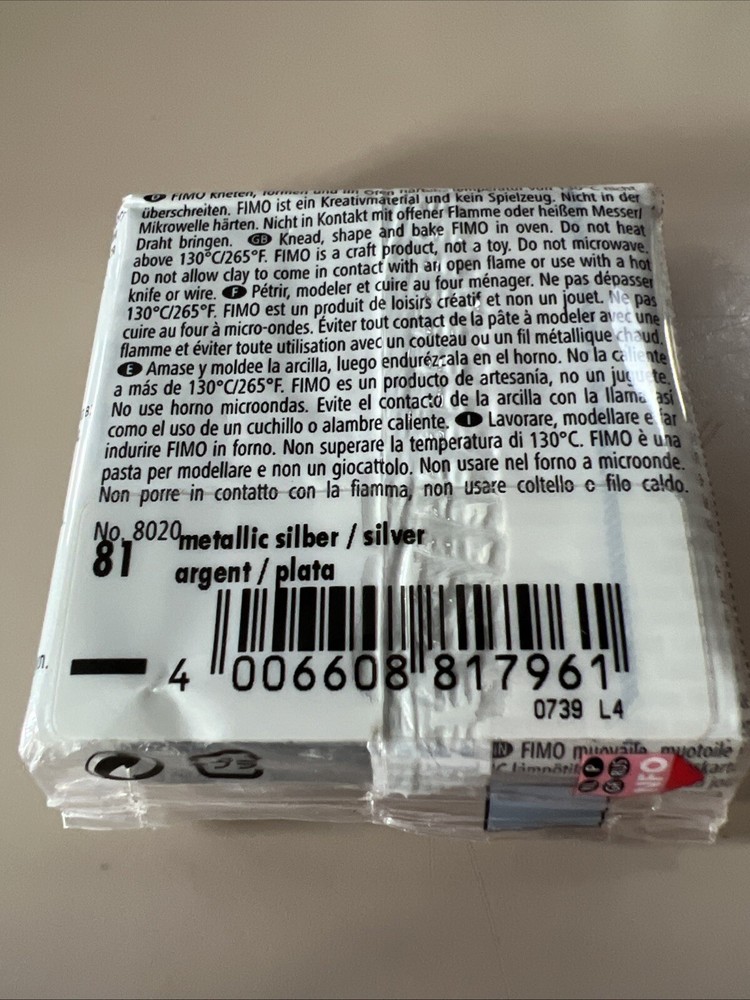 D FIMO kneten, formen und im Ofen
überschreiten. FIMO ist ein Kreativmaterial und kein Spielzeug. Nicht in der
Mikrowelle härten. Nicht in Kontakt mit offener Flamme oder heißem Messer/
Draht bringen. GB Knead, shape and bake FIMO in oven. Do not heat
above 130°C/265°F. FIMO is a craft product, not a toy. Do not microwave.
Do not allow clay to come in contact with an open flame or use with a hot
knife or wire. F Pétrir, modeler et cuire au four ménager. Ne pas dépasser
130°C/265°F. FIMO est un produit de loisirs créatif et non un jouet. Ne pas
cuire au four à micro-ondes. Éviter tout contact de la pâte à modeler avec une
flamme et éviter toute utilisation avec un couteau ou un fil métallique chaud.
E Amase y moldee la arcilla, luego endurézcala en el horno. No la caliente
a más de 130°C/265°F. FIMO es un producto de artesanía, no un juguete.
No use horno microondas. Evite el contacto de la arcilla con la llama así
como el uso de un cuchillo o alambre caliente. I Lavorare, modellare e far
indurire FIMO in forno. Non superare la temperatura di 130°C. FIMO è una
pasta per modellare e non un giocattolo. Non usare nel forno a microonde.
Non porre in contatto con la fiamma, non usare coltello o filo caldo.
No. 8020 metallic silber / silver
81 argent / plata
4 006608 817961
0739 L4
FIMO muovaile, muotoile
INFO